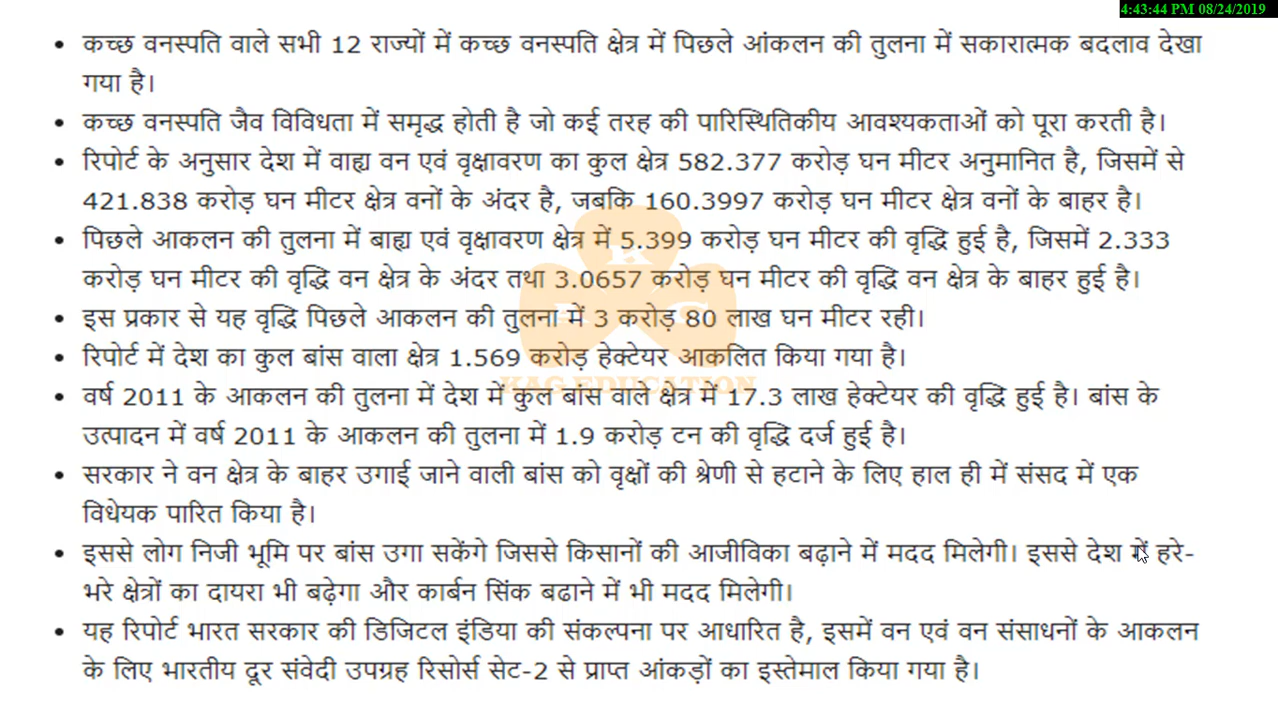 4:43:44 PM 08/24/2019
• कच्छ वनस्पति वाले सभी 12 राज्यों में कच्छ वनस्पति क्षेत्र में पिछले आंकलन की तुलना में सकारात्मक बदलाव देखा
गया है।
• कच्छ वनस्पति जैव विविधता में समृद्ध होती है जो कई तरह की पारिस्थितिकीय आवश्यकताओं को पूरा करती है।
• रिपोर्ट के अनुसार देश में वाह्य वन एवं वृक्षावरण का कुल क्षेत्र 582.377 करोड़ घन मीटर अनुमानित है, जिसमें से
421.838 करोड़ घन मीटर क्षेत्र वनों के अंदर है, जबकि 160.3997 करोड़ घन मीटर क्षेत्र वनों के बाहर है।
• पिछले आकलन की तुलना में बाह्य एवं वृक्षावरण क्षेत्र में 5.399 करोड़ घन मीटर की वृद्धि हुई है, जिसमें 2.333
करोड़ घन मीटर की वृद्धि वन क्षेत्र के अंदर तथा 3.0657 करोड़ घन मीटर की वृद्धि वन क्षेत्र के बाहर हुई है।
• इस प्रकार से यह वृद्धि पिछले आकलन की तुलना में 3 करोड़ 80 लाख घन मीटर रही।
• रिपोर्ट में देश का कुल बांस वाला क्षेत्र 1.569 करोड़ हेक्टेयर आकलित किया गया है।
KAG EDUCATION
• वर्ष 2011 के आकलन की तुलना में देश में कुल बांस वाले क्षेत्र में 17.3 लाख हेक्टेयर की वृद्धि हुई है। बांस के
उत्पादन में वर्ष 2011 के आकलन की तुलना में 1.9 करोड़ टन की वृद्धि दर्ज हुई है।
• सरकार ने वन क्षेत्र के बाहर उगाई जाने वाली बांस को वृक्षों की श्रेणी से हटाने के लिए हाल ही में संसद में एक
विधेयक पारित किया है।
• इससे लोग निजी भूमि पर बांस उगा सकेंगे जिससे किसानों की आजीविका बढ़ाने में मदद मिलेगी। इससे देश में हरे-
भरे क्षेत्रों का दायरा भी बढ़ेगा और कार्बन सिंक बढाने में भी मदद मिलेगी।
• यह रिपोर्ट भारत सरकार की डिजिटल इंडिया की संकल्पना पर आधारित है, इसमें वन एवं वन संसाधनों के आकलन
के लिए भारतीय दूर संवेदी उपग्रह रिसोर्स सेट-2 से प्राप्त आंकड़ों का इस्तेमाल किया गया है।